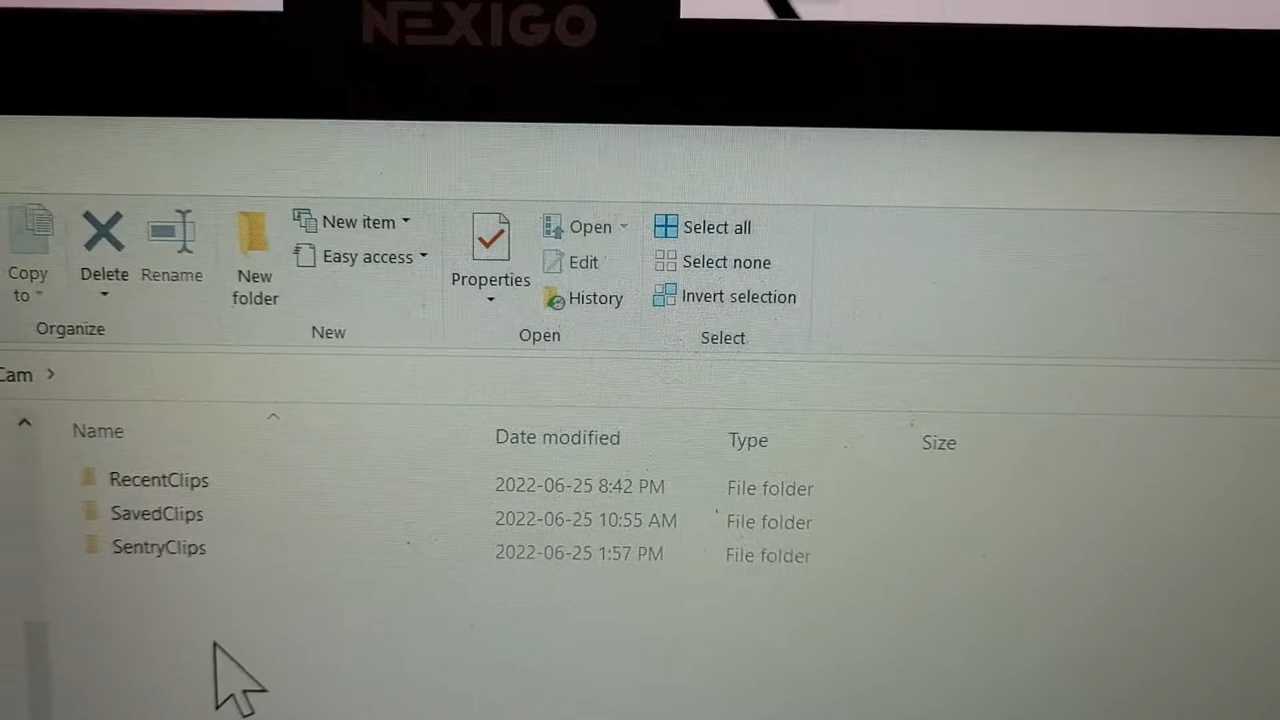 NEXIGO
Copy
to
Delete
Rename
New
folder
New item
Easy access
Properties
Open
Edit
History
Select all
Select none
Invert selection
Organize
New
Open
Select
Cam
Name
Date modified
Type
Size
RecentClips
2022-06-25 8:42 PM
File folder
SavedClips
2022-06-25 10:55 AM
File folder
SentryClips
2022-06-25 1:57 PM
File folder